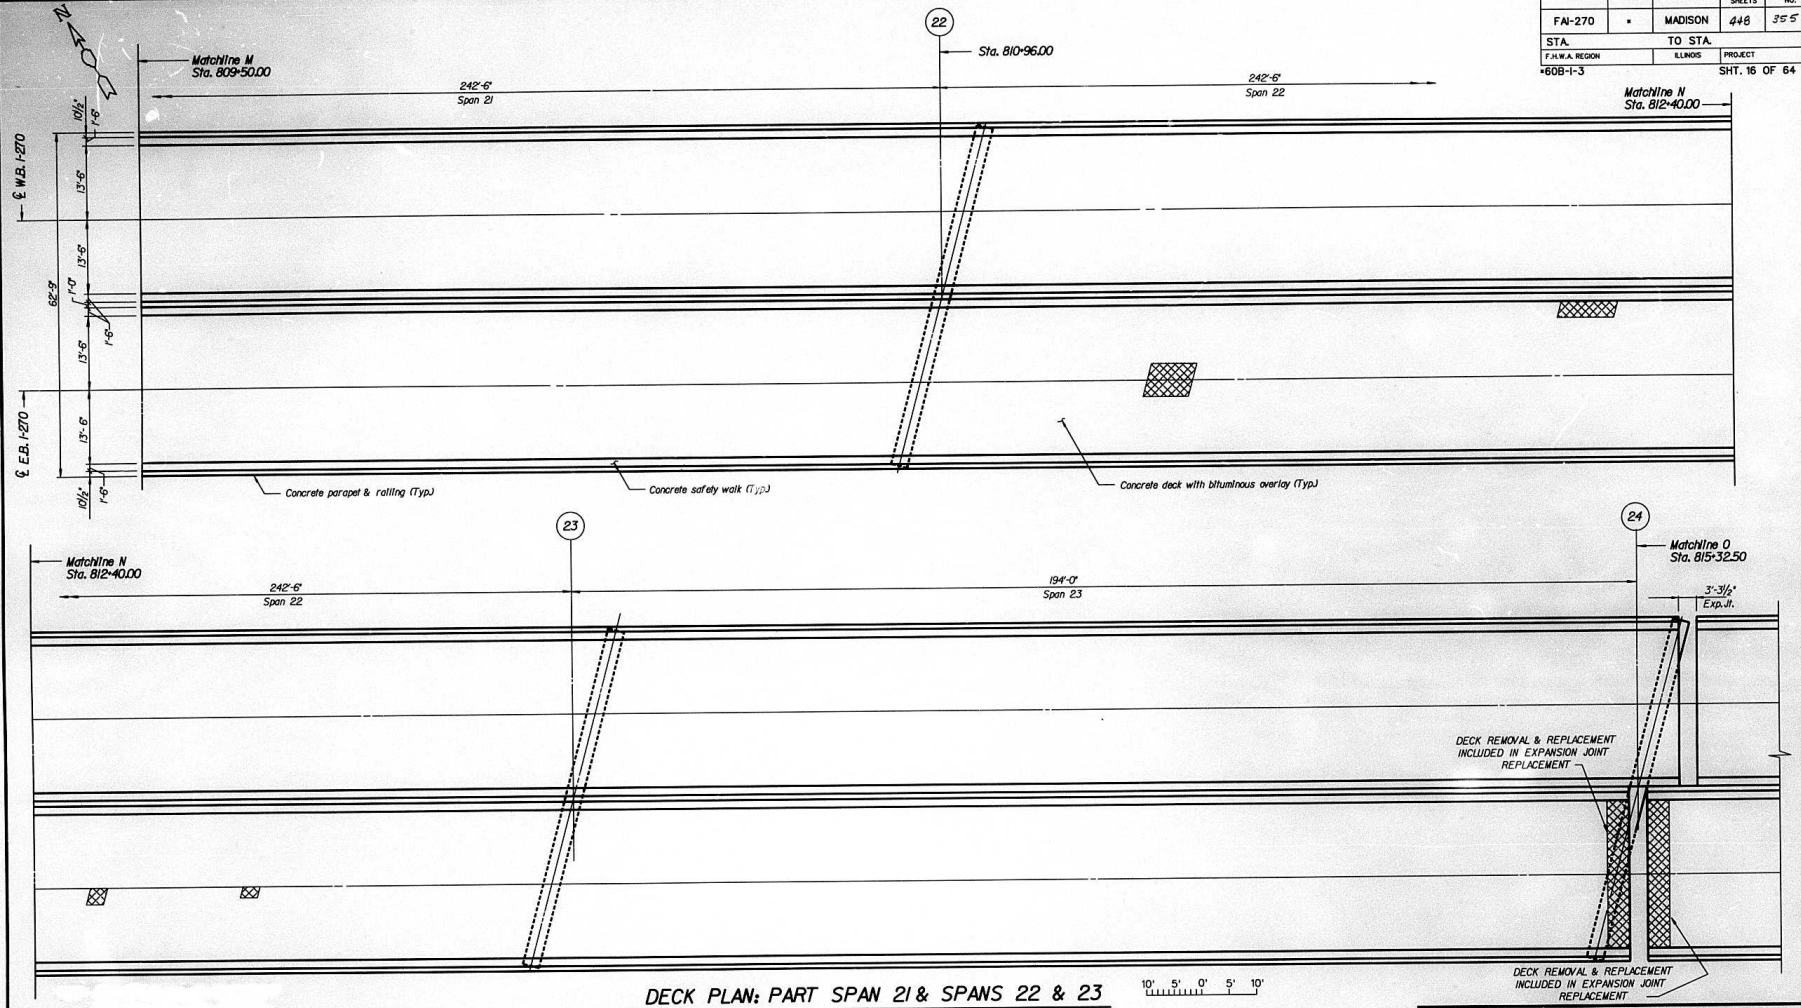 SHEETS NO.
FAI-270 * MADISON 448 355
STA. TO STA.
F.H.W.A. REGION ILLINOIS PROJECT
*60B-1-3 SHT. 16 OF 64
N
22
Sta. 810+96.00
Matchline M
Sta. 809+50.00
242'-6"
Span 21
242'-6"
Span 22
Matchline N
Sta. 812+40.00
℄ W.B. I-270
℄ E.B. I-270
62'-9"
10½"
1'-6"
13'-6"
13'-6"
1'-0"
1'-6"
13'-6"
13'-6"
10½"
1'-6"
Concrete parapet & railing (Typ.)
Concrete safety walk (Typ.)
Concrete deck with bituminous overlay (Typ.)
23
24
Matchline N
Sta. 812+40.00
242'-6"
Span 22
194'-0"
Span 23
Matchline O
Sta. 815+32.50
3'-3½"
Exp. Jt.
DECK REMOVAL & REPLACEMENT
INCLUDED IN EXPANSION JOINT
REPLACEMENT
DECK REMOVAL & REPLACEMENT
INCLUDED IN EXPANSION JOINT
REPLACEMENT
DECK PLAN: PART SPAN 21 & SPANS 22 & 23
10' 5' 0' 5' 10'